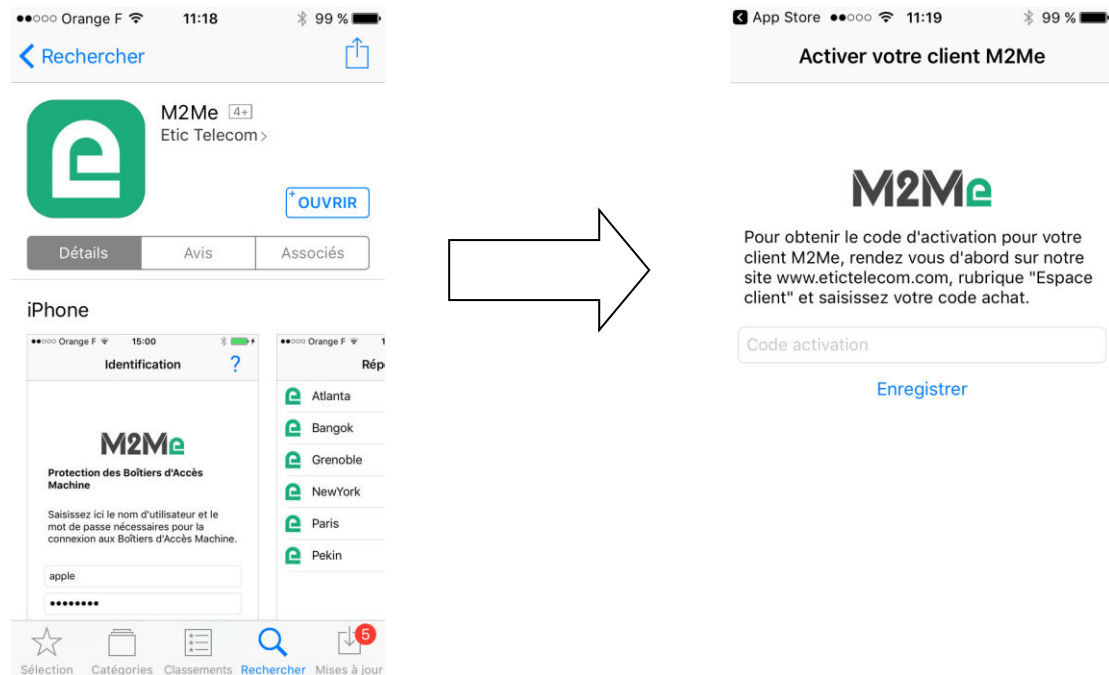 Orange F 11:18 99 %
Rechercher
M2Me 4+
Etic Telecom >
+OUVRIR
Détails Avis Associés
iPhone
Orange F 15:00
Identification ?
M2Me
Protection des Boîtiers d'Accès
Machine
Saisissez ici le nom d'utilisateur et le
mot de passe nécessaires pour la
connexion aux Boîtiers d'Accès Machine.
apple
••••••••
Orange F 1
Rép
Atlanta
Bangok
Grenoble
NewYork
Paris
Pekin
5
Sélection Catégories Classements Rechercher Mises à jour
App Store 11:19 99 %
Activer votre client M2Me
M2Me
Pour obtenir le code d'activation pour votre
client M2Me, rendez vous d'abord sur notre
site www.etictelecom.com, rubrique "Espace
client" et saisissez votre code achat.
Code activation
Enregistrer